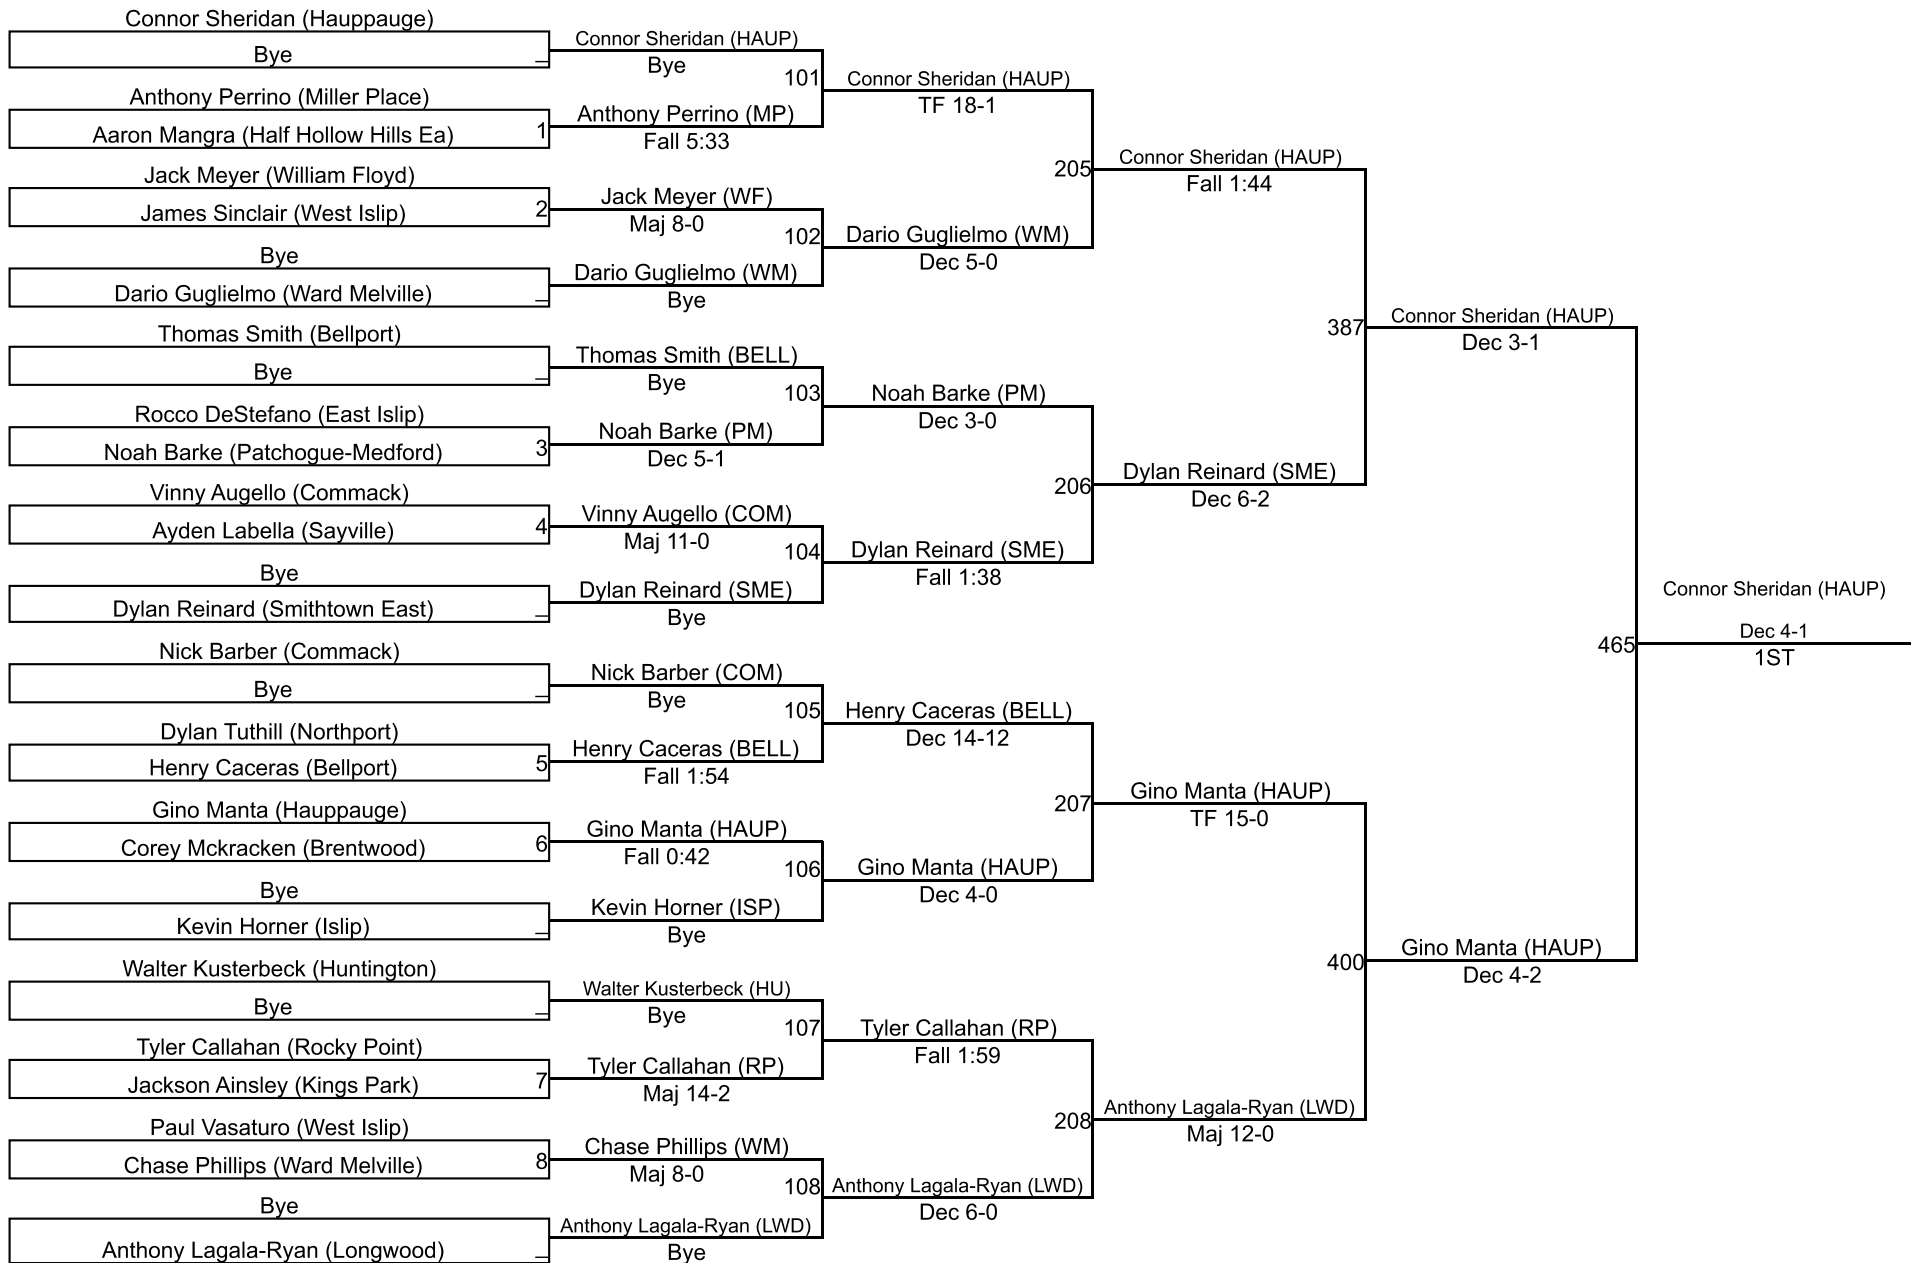 Connor Sheridan (Hauppauge)
Bye
Anthony Perrino (Miller Place)
Aaron Mangra (Half Hollow Hills Ea)
1
Jack Meyer (William Floyd)
James Sinclair (West Islip)
2
Bye
Dario Guglielmo (Ward Melville)
Thomas Smith (Bellport)
Bye
Rocco DeStefano (East Islip)
Noah Barke (Patchogue-Medford)
3
Vinny Augello (Commack)
Ayden Labella (Sayville)
4
Bye
Dylan Reinard (Smithtown East)
Nick Barber (Commack)
Bye
Dylan Tuthill (Northport)
Henry Caceras (Bellport)
5
Gino Manta (Hauppauge)
Corey Mckracken (Brentwood)
6
Bye
Kevin Horner (Islip)
Walter Kusterbeck (Huntington)
Bye
Tyler Callahan (Rocky Point)
Jackson Ainsley (Kings Park)
7
Paul Vasaturo (West Islip)
Chase Phillips (Ward Melville)
8
Bye
Anthony Lagala-Ryan (Longwood)
Connor Sheridan (HAUP)
Bye
101
Anthony Perrino (MP)
Fall 5:33
Jack Meyer (WF)
Maj 8-0
102
Dario Guglielmo (WM)
Bye
Thomas Smith (BELL)
Bye
103
Noah Barke (PM)
Dec 5-1
Vinny Augello (COM)
Maj 11-0
104
Dylan Reinard (SME)
Bye
Nick Barber (COM)
Bye
105
Henry Caceras (BELL)
Fall 1:54
Gino Manta (HAUP)
Fall 0:42
106
Kevin Horner (ISP)
Bye
Walter Kusterbeck (HU)
Bye
107
Tyler Callahan (RP)
Maj 14-2
Chase Phillips (WM)
Maj 8-0
108
Anthony Lagala-Ryan (LWD)
Bye
Connor Sheridan (HAUP)
TF 18-1
205
Dario Guglielmo (WM)
Dec 5-0
Noah Barke (PM)
Dec 3-0
206
Dylan Reinard (SME)
Fall 1:38
Henry Caceras (BELL)
Dec 14-12
207
Gino Manta (HAUP)
Dec 4-0
Tyler Callahan (RP)
Fall 1:59
208
Anthony Lagala-Ryan (LWD)
Dec 6-0
Connor Sheridan (HAUP)
Fall 1:44
387
Dylan Reinard (SME)
Dec 6-2
Gino Manta (HAUP)
TF 15-0
400
Anthony Lagala-Ryan (LWD)
Maj 12-0
Connor Sheridan (HAUP)
Dec 3-1
465
Gino Manta (HAUP)
Dec 4-2
Connor Sheridan (HAUP)
Dec 4-1
1ST